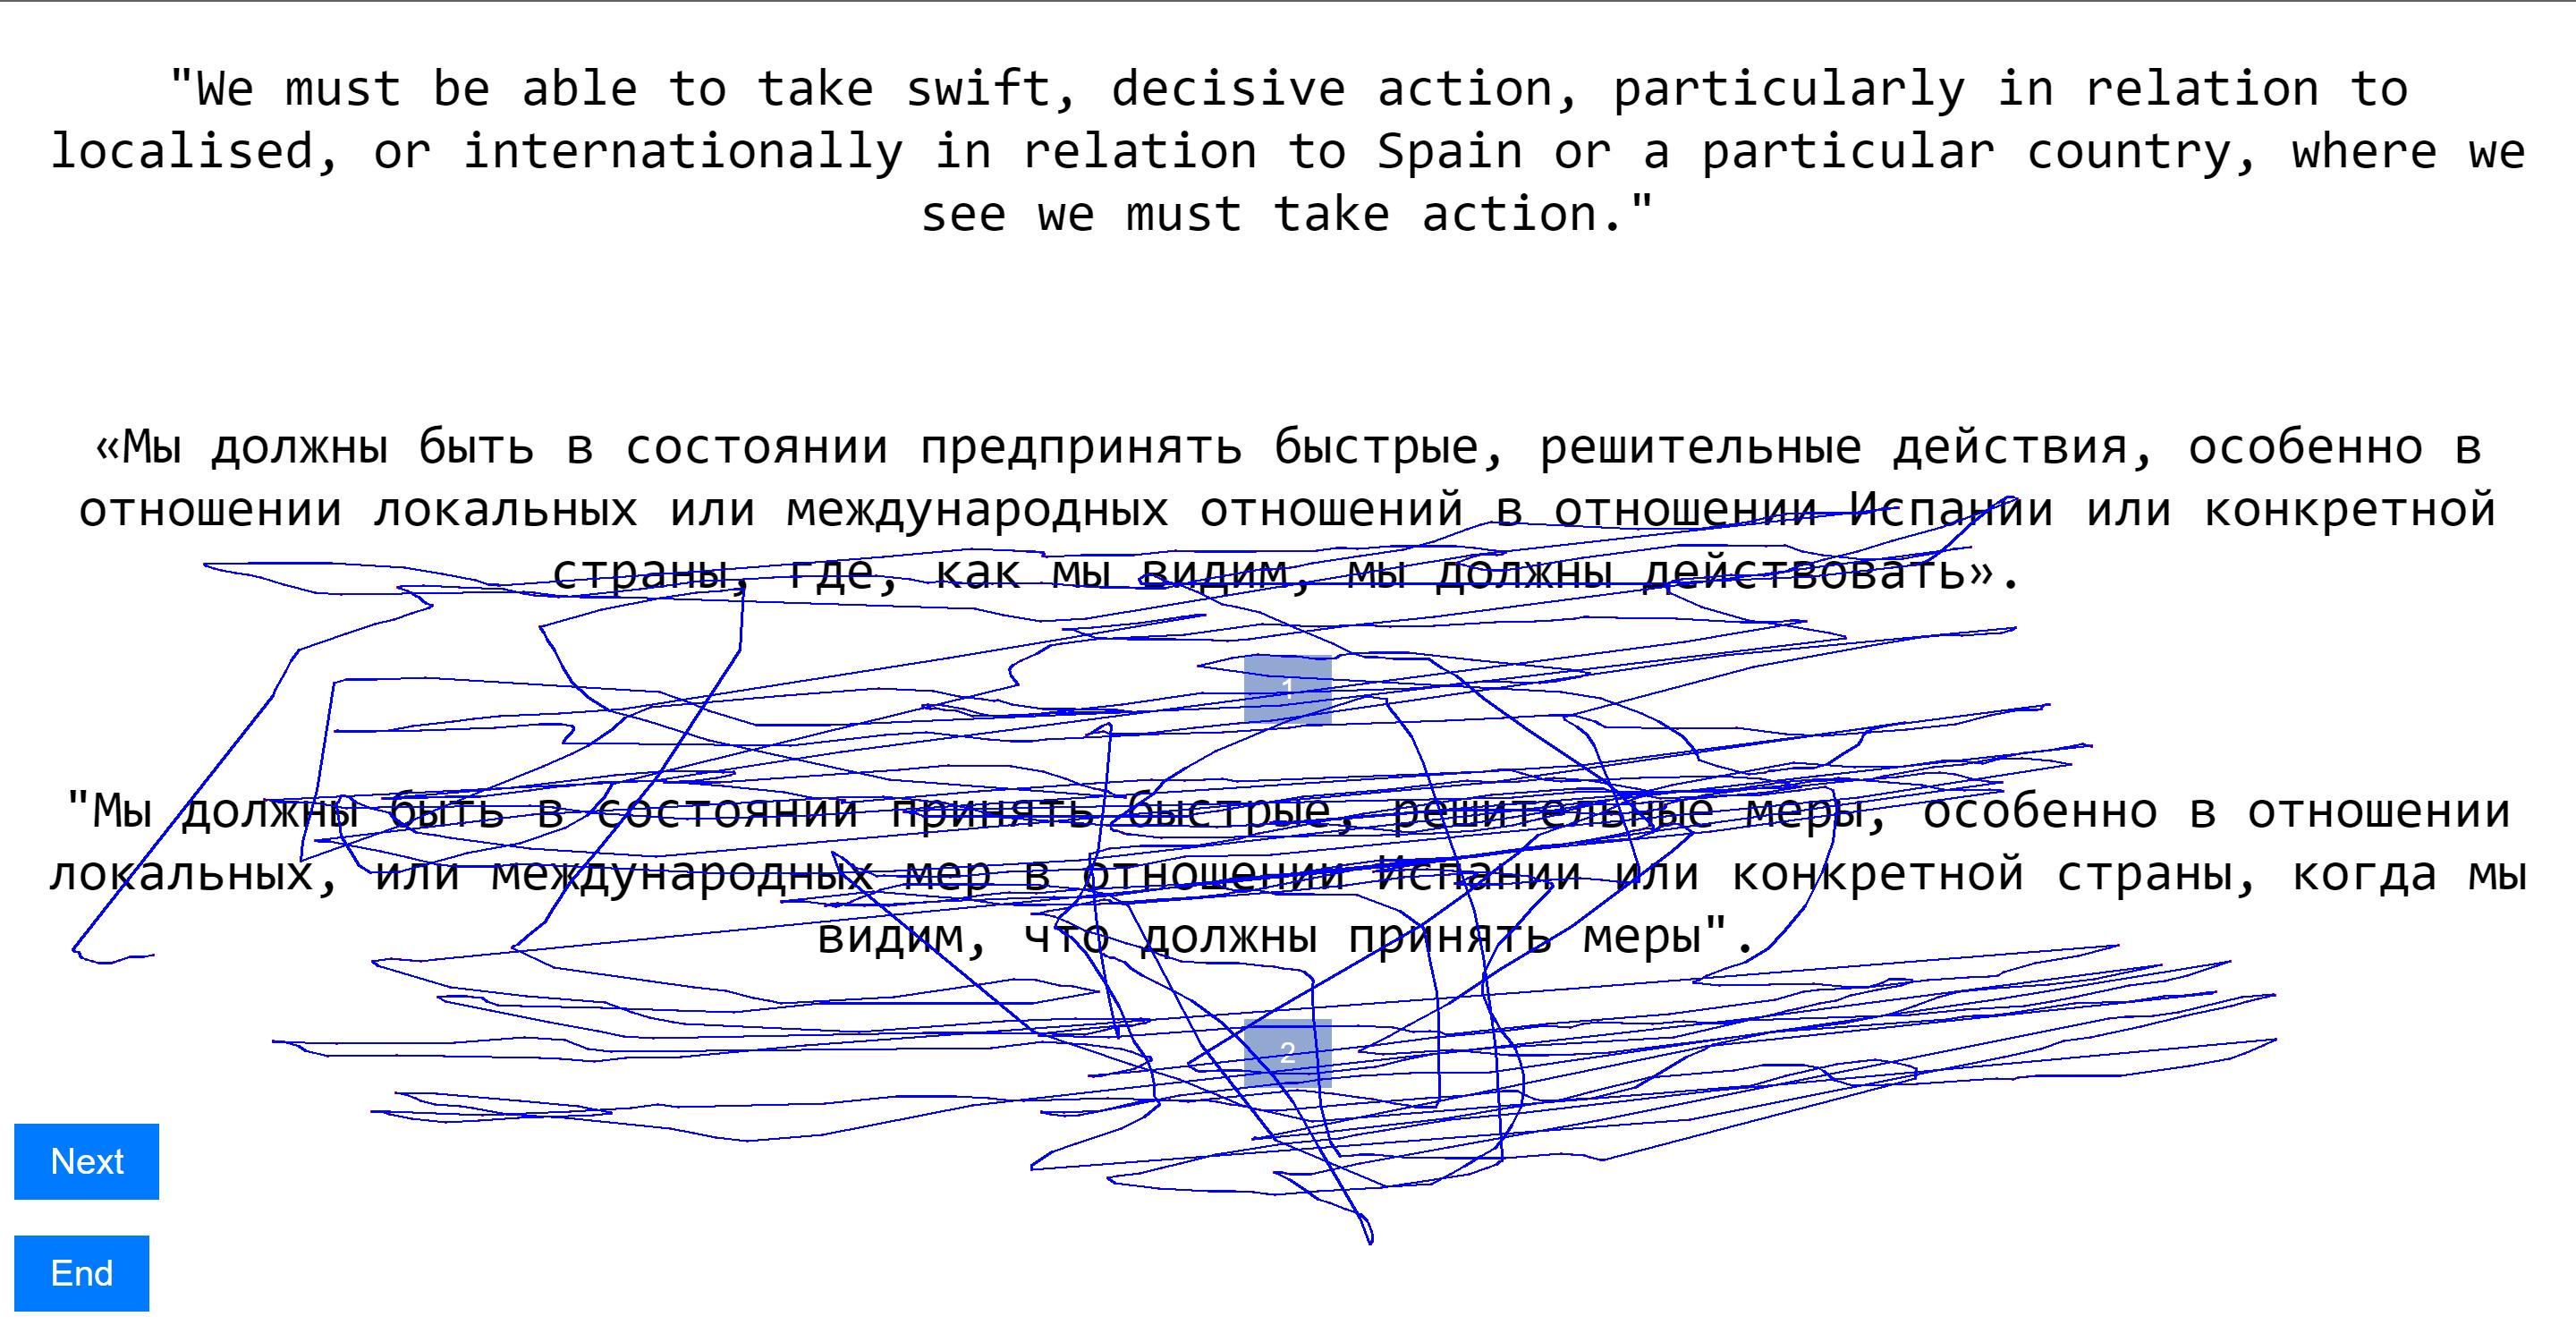 "We must be able to take swift, decisive action, particularly in relation to
localised, or internationally in relation to Spain or a particular country, where we
see we must take action."
«Мы должны быть в состоянии предпринять быстрые, решительные действия, особенно в
отношении локальных или международных отношений в отношении Испании или конкретной
страны, где, как мы видим, мы должны действовать».
1
"Мы должны быть в состоянии принять быстрые, решительные меры, особенно в отношении
локальных, или международных мер в отношении Испании или конкретной страны, когда мы
видим, что должны принять меры".
2
Next
End